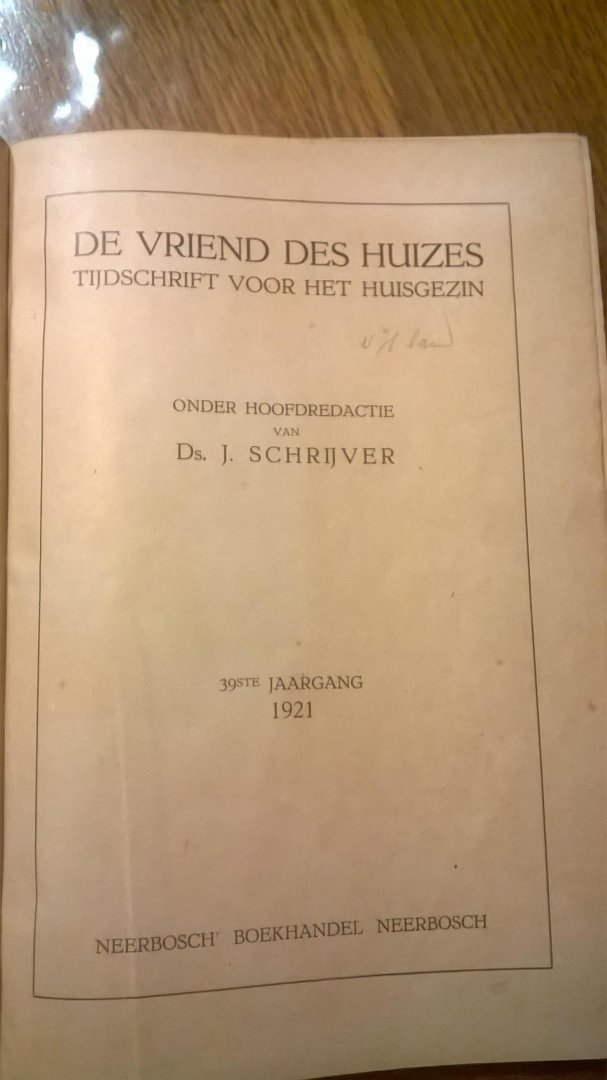 DE VRIEND DES HUIZES
TIJDSCHRIFT VOOR HET HUISGEZIN
ONDER HOOFDREDACTIE
VAN
Ds. J. SCHRIJVER
39STE JAARGANG
1921
NEERBOSCH' BOEKHANDEL NEERBOSCH